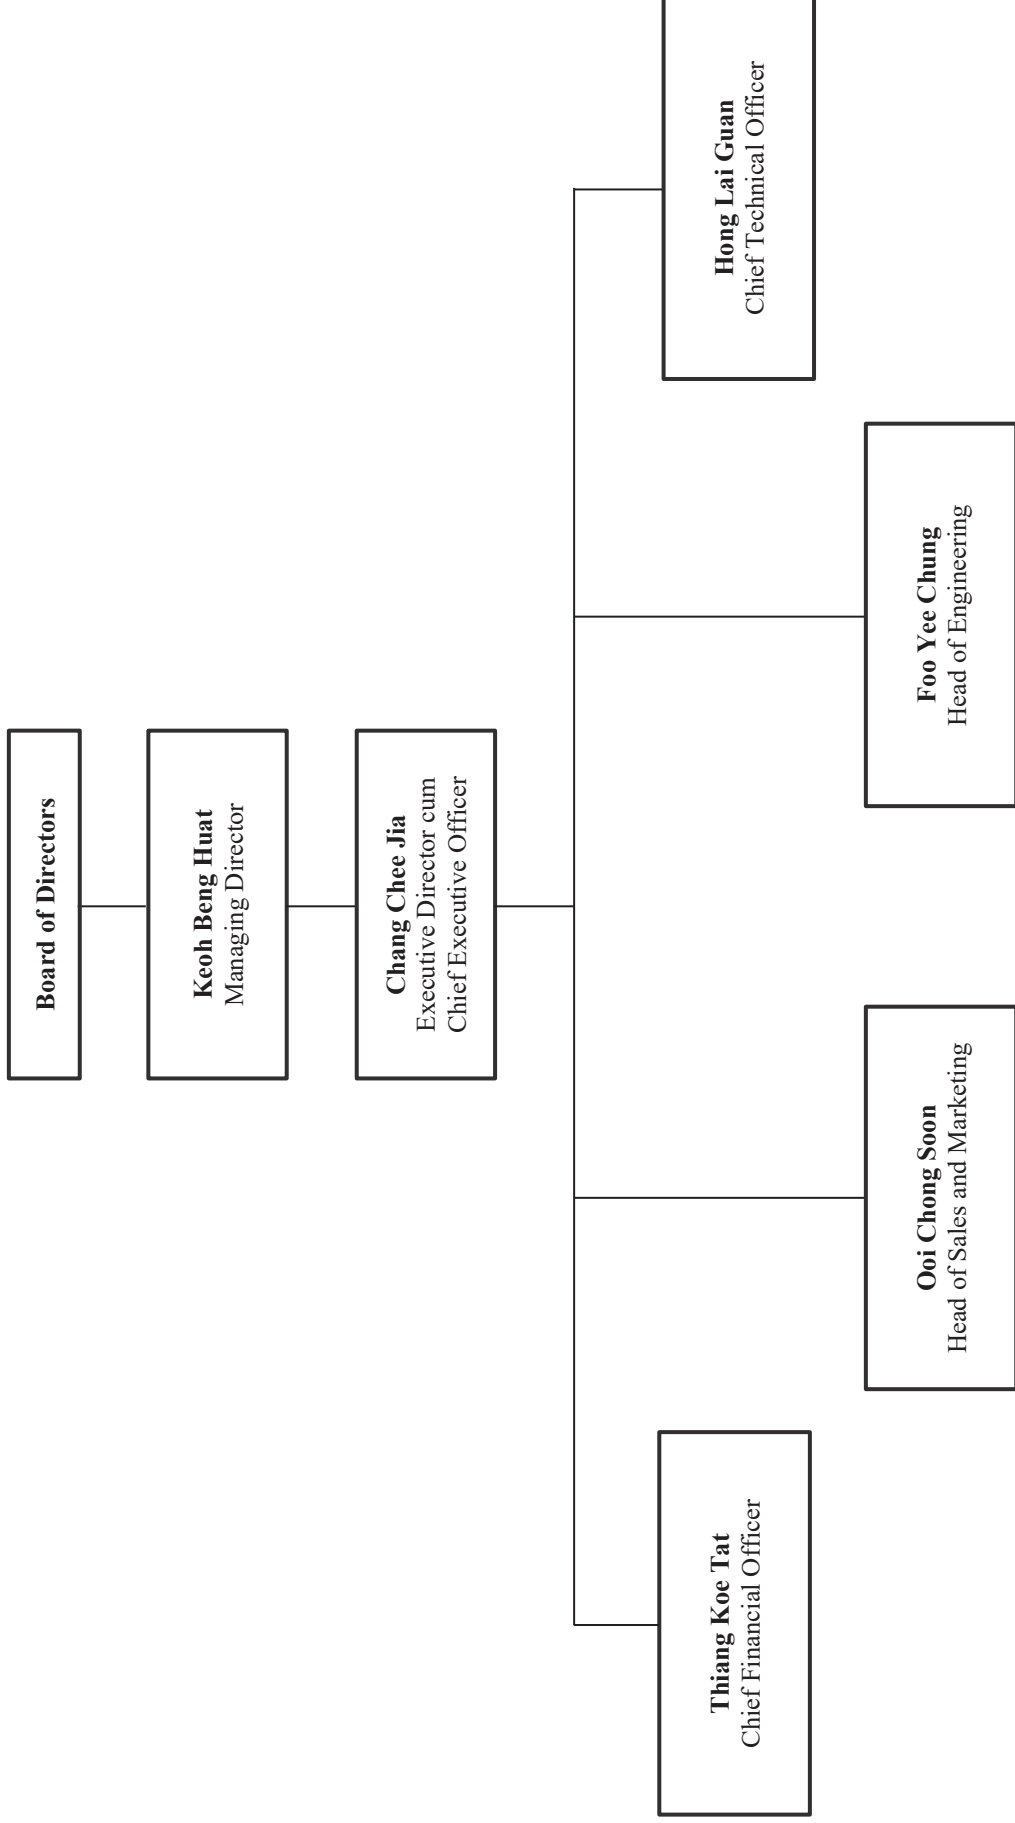 Board of Directors
Keoh Beng Huat
Managing Director
Chang Chee Jia
Executive Director cum
Chief Executive Officer
Thiang Koe Tat
Chief Financial Officer
Ooi Chong Soon
Head of Sales and Marketing
Foo Yee Chung
Head of Engineering
Hong Lai Guan
Chief Technical Officer